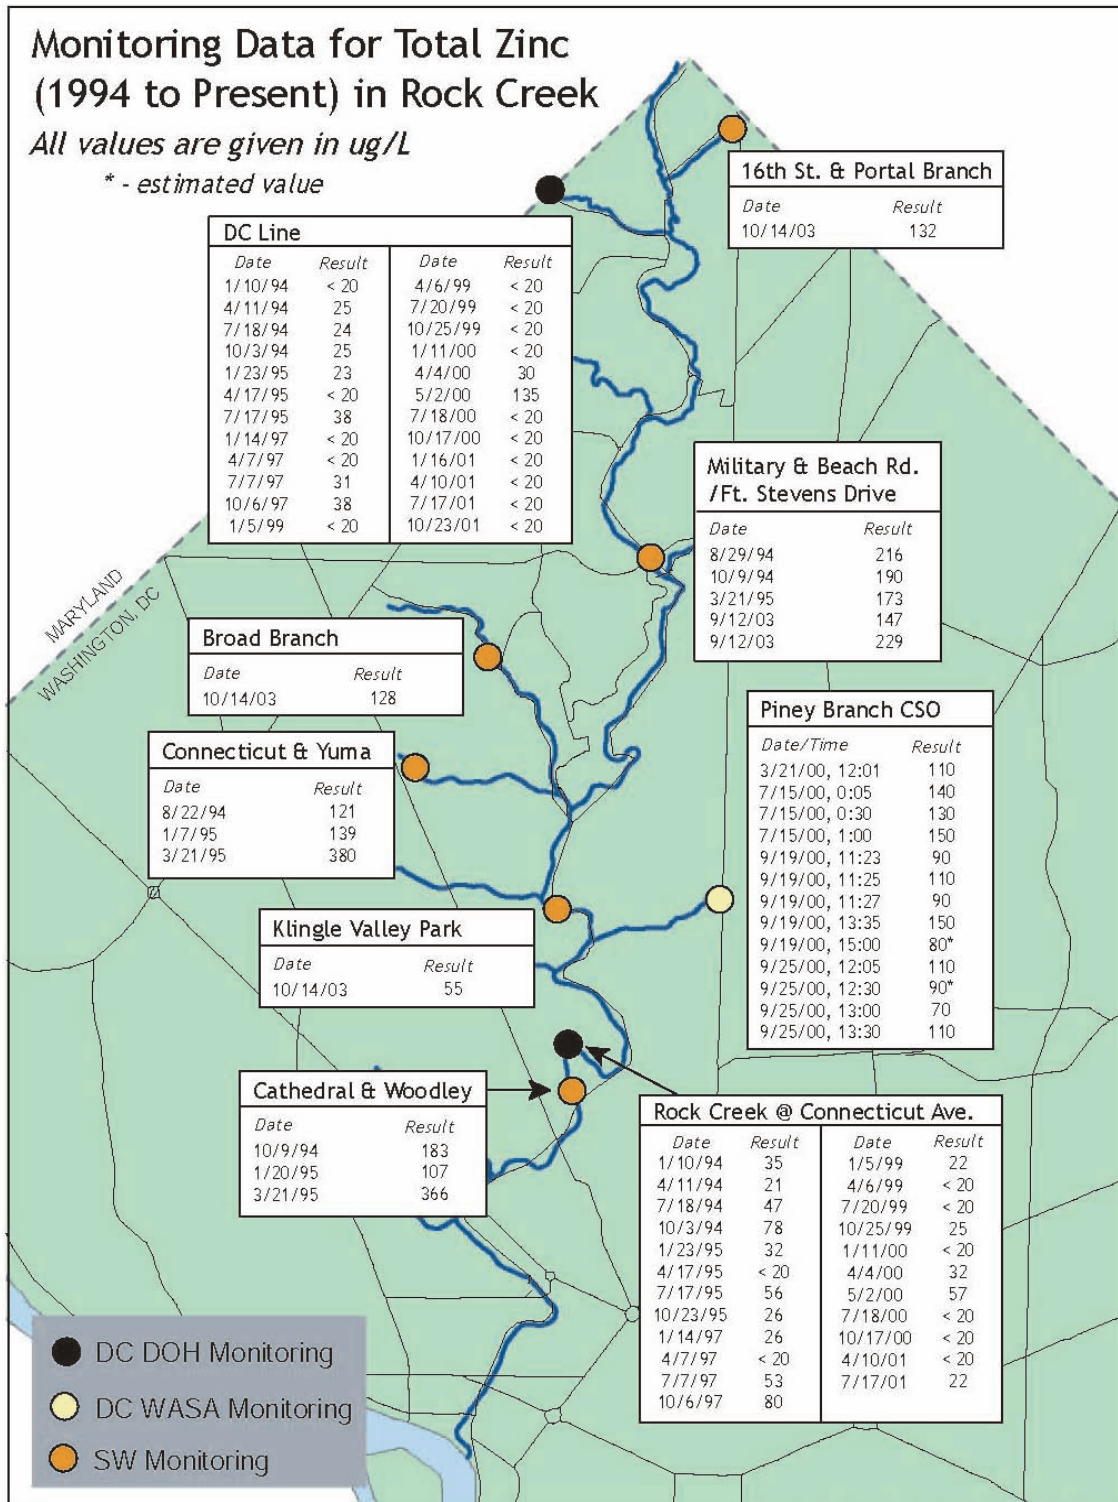 Monitoring Data for Total Zinc
(1994 to Present) in Rock Creek
All values are given in ug/L
* - estimated value
16th St. & Portal Branch
Date Result
10/14/03 132
DC Line
Date Result Date Result
1/10/94 < 20 4/6/99 < 20
4/11/94 25 7/20/99 < 20
7/18/94 24 10/25/99 < 20
10/3/94 25 1/11/00 < 20
1/23/95 23 4/4/00 30
4/17/95 < 20 5/2/00 135
7/17/95 38 7/18/00 < 20
1/14/97 < 20 10/17/00 < 20
4/7/97 < 20 1/16/01 < 20
7/7/97 31 4/10/01 < 20
10/6/97 38 7/17/01 < 20
1/5/99 < 20 10/23/01 < 20
Military & Beach Rd.
/Ft. Stevens Drive
Date Result
8/29/94 216
10/9/94 190
3/21/95 173
9/12/03 147
9/12/03 229
MARYLAND
WASHINGTON, DC
Broad Branch
Date Result
10/14/03 128
Piney Branch CSO
Date/Time Result
3/21/00, 12:01 110
7/15/00, 0:05 140
7/15/00, 0:30 130
7/15/00, 1:00 150
9/19/00, 11:23 90
9/19/00, 11:25 110
9/19/00, 11:27 90
9/19/00, 13:35 150
9/19/00, 15:00 80*
9/25/00, 12:05 110
9/25/00, 12:30 90*
9/25/00, 13:00 70
9/25/00, 13:30 110
Connecticut & Yuma
Date Result
8/22/94 121
1/7/95 139
3/21/95 380
Klingle Valley Park
Date Result
10/14/03 55
Cathedral & Woodley
Date Result
10/9/94 183
1/20/95 107
3/21/95 366
Rock Creek @ Connecticut Ave.
Date Result Date Result
1/10/94 35 1/5/99 22
4/11/94 21 4/6/99 < 20
7/18/94 47 7/20/99 < 20
10/3/94 78 10/25/99 25
1/23/95 32 1/11/00 < 20
4/17/95 < 20 4/4/00 32
7/17/95 56 5/2/00 57
10/23/95 26 7/18/00 < 20
1/14/97 26 10/17/00 < 20
4/7/97 < 20 4/10/01 < 20
7/7/97 53 7/17/01 22
10/6/97 80
DC DOH Monitoring
DC WASA Monitoring
SW Monitoring